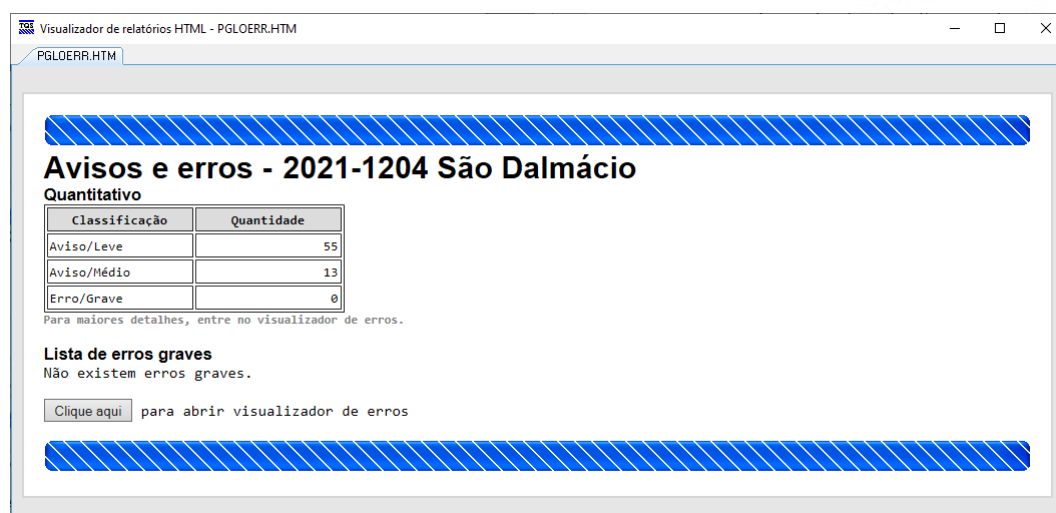 TQS Visualizador de relatórios HTML - PGLOERR.HTM
PGLOERR.HTM
Avisos e erros - 2021-1204 São Dalmácio
Quantitativo
Classificação Quantidade
Aviso/Leve 55
Aviso/Médio 13
Erro/Grave 0
Para maiores detalhes, entre no visualizador de erros.
Lista de erros graves
Não existem erros graves.
Clique aqui para abrir visualizador de erros